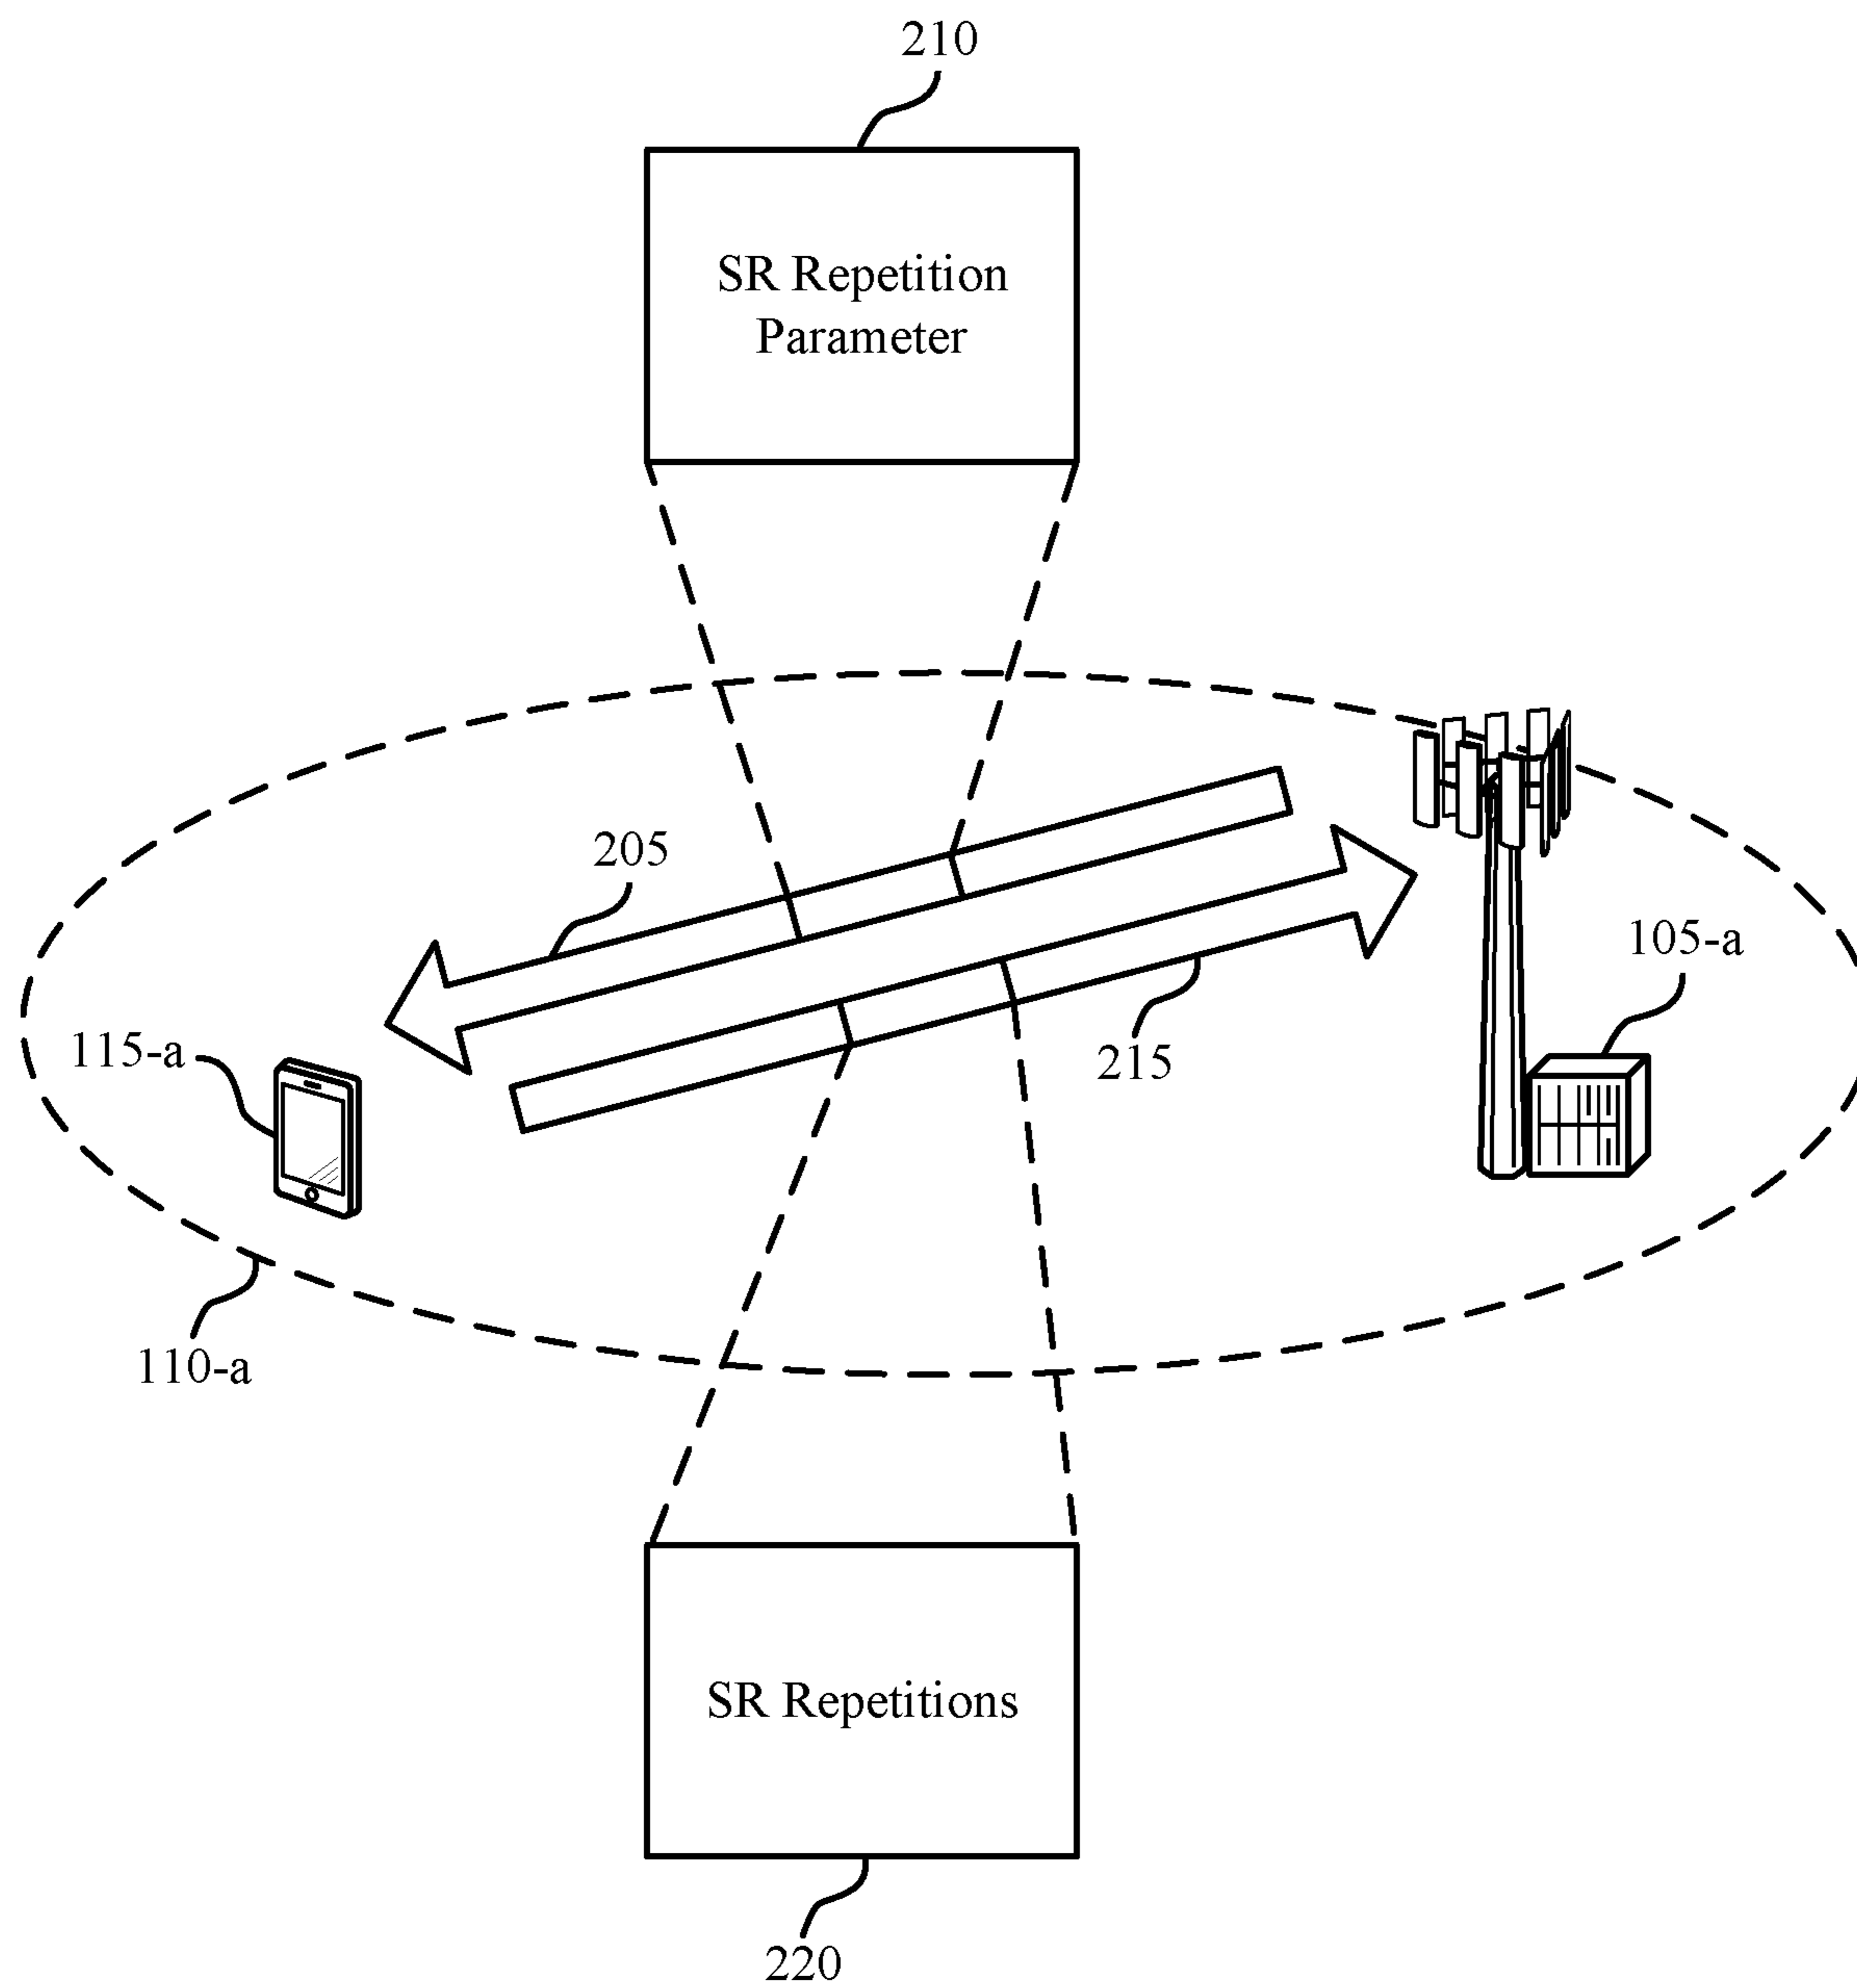 210
SR Repetition
Parameter
205
105-a
115-a
215
110-a
SR Repetitions
220